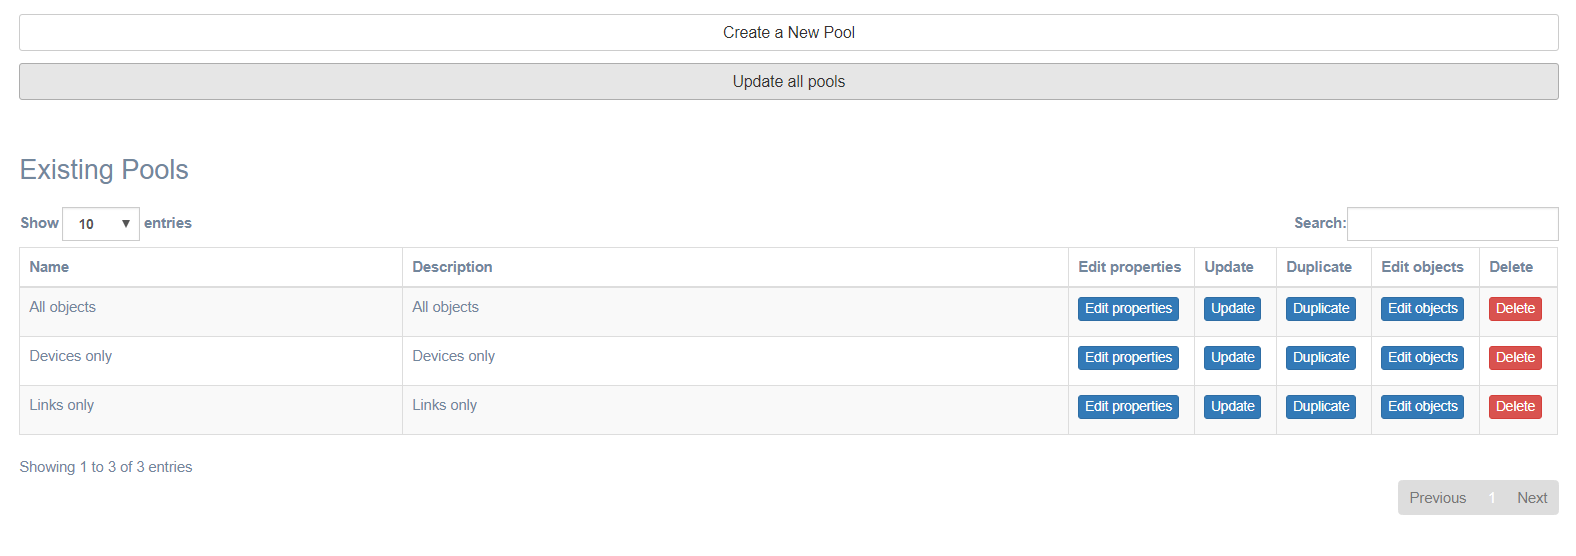 Create a New Pool
Update all pools
Existing Pools
Show 10 entries Search:
Name Description Edit properties Update Duplicate Edit objects Delete
All objects All objects Edit properties Update Duplicate Edit objects Delete
Devices only Devices only Edit properties Update Duplicate Edit objects Delete
Links only Links only Edit properties Update Duplicate Edit objects Delete
Showing 1 to 3 of 3 entries
Previous 1 Next